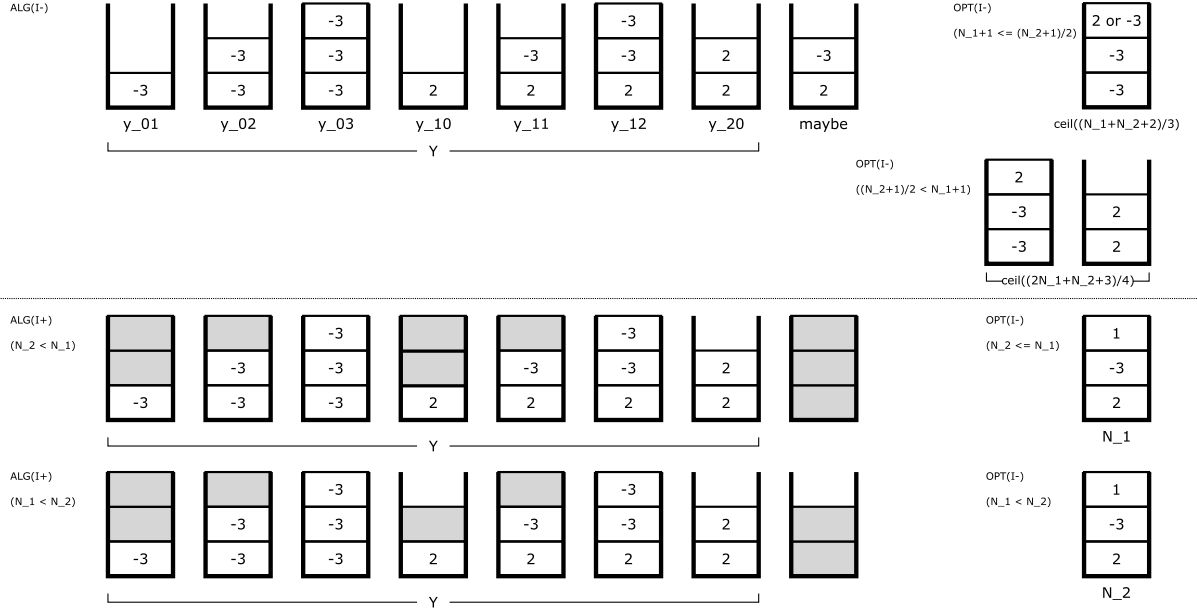 ALG(I-)
-3 -3 2 or -3
-3 -3 -3 -3 2 -3 -3
-3 -3 -3 2 2 2 2 2 -3
y_01 y_02 y_03 y_10 y_11 y_12 y_20 maybe
Y
OPT(I-)
(N_1+1 <= (N_2+1)/2)
ceil((N_1+N_2+2)/3)
OPT(I-)
((N_2+1)/2 < N_1+1)
2
-3 2
-3 2
ceil((2N_1+N_2+3)/4)
ALG(I+)
(N_2 < N_1)
-3 -3
-3 -3 -3 -3 2
-3 -3 -3 2 2 2 2
Y
OPT(I-)
(N_2 <= N_1)
1
-3
2
N_1
ALG(I+)
(N_1 < N_2)
-3 -3
-3 -3 -3 -3 2
-3 -3 -3 2 2 2 2
Y
OPT(I-)
(N_1 < N_2)
1
-3
2
N_2